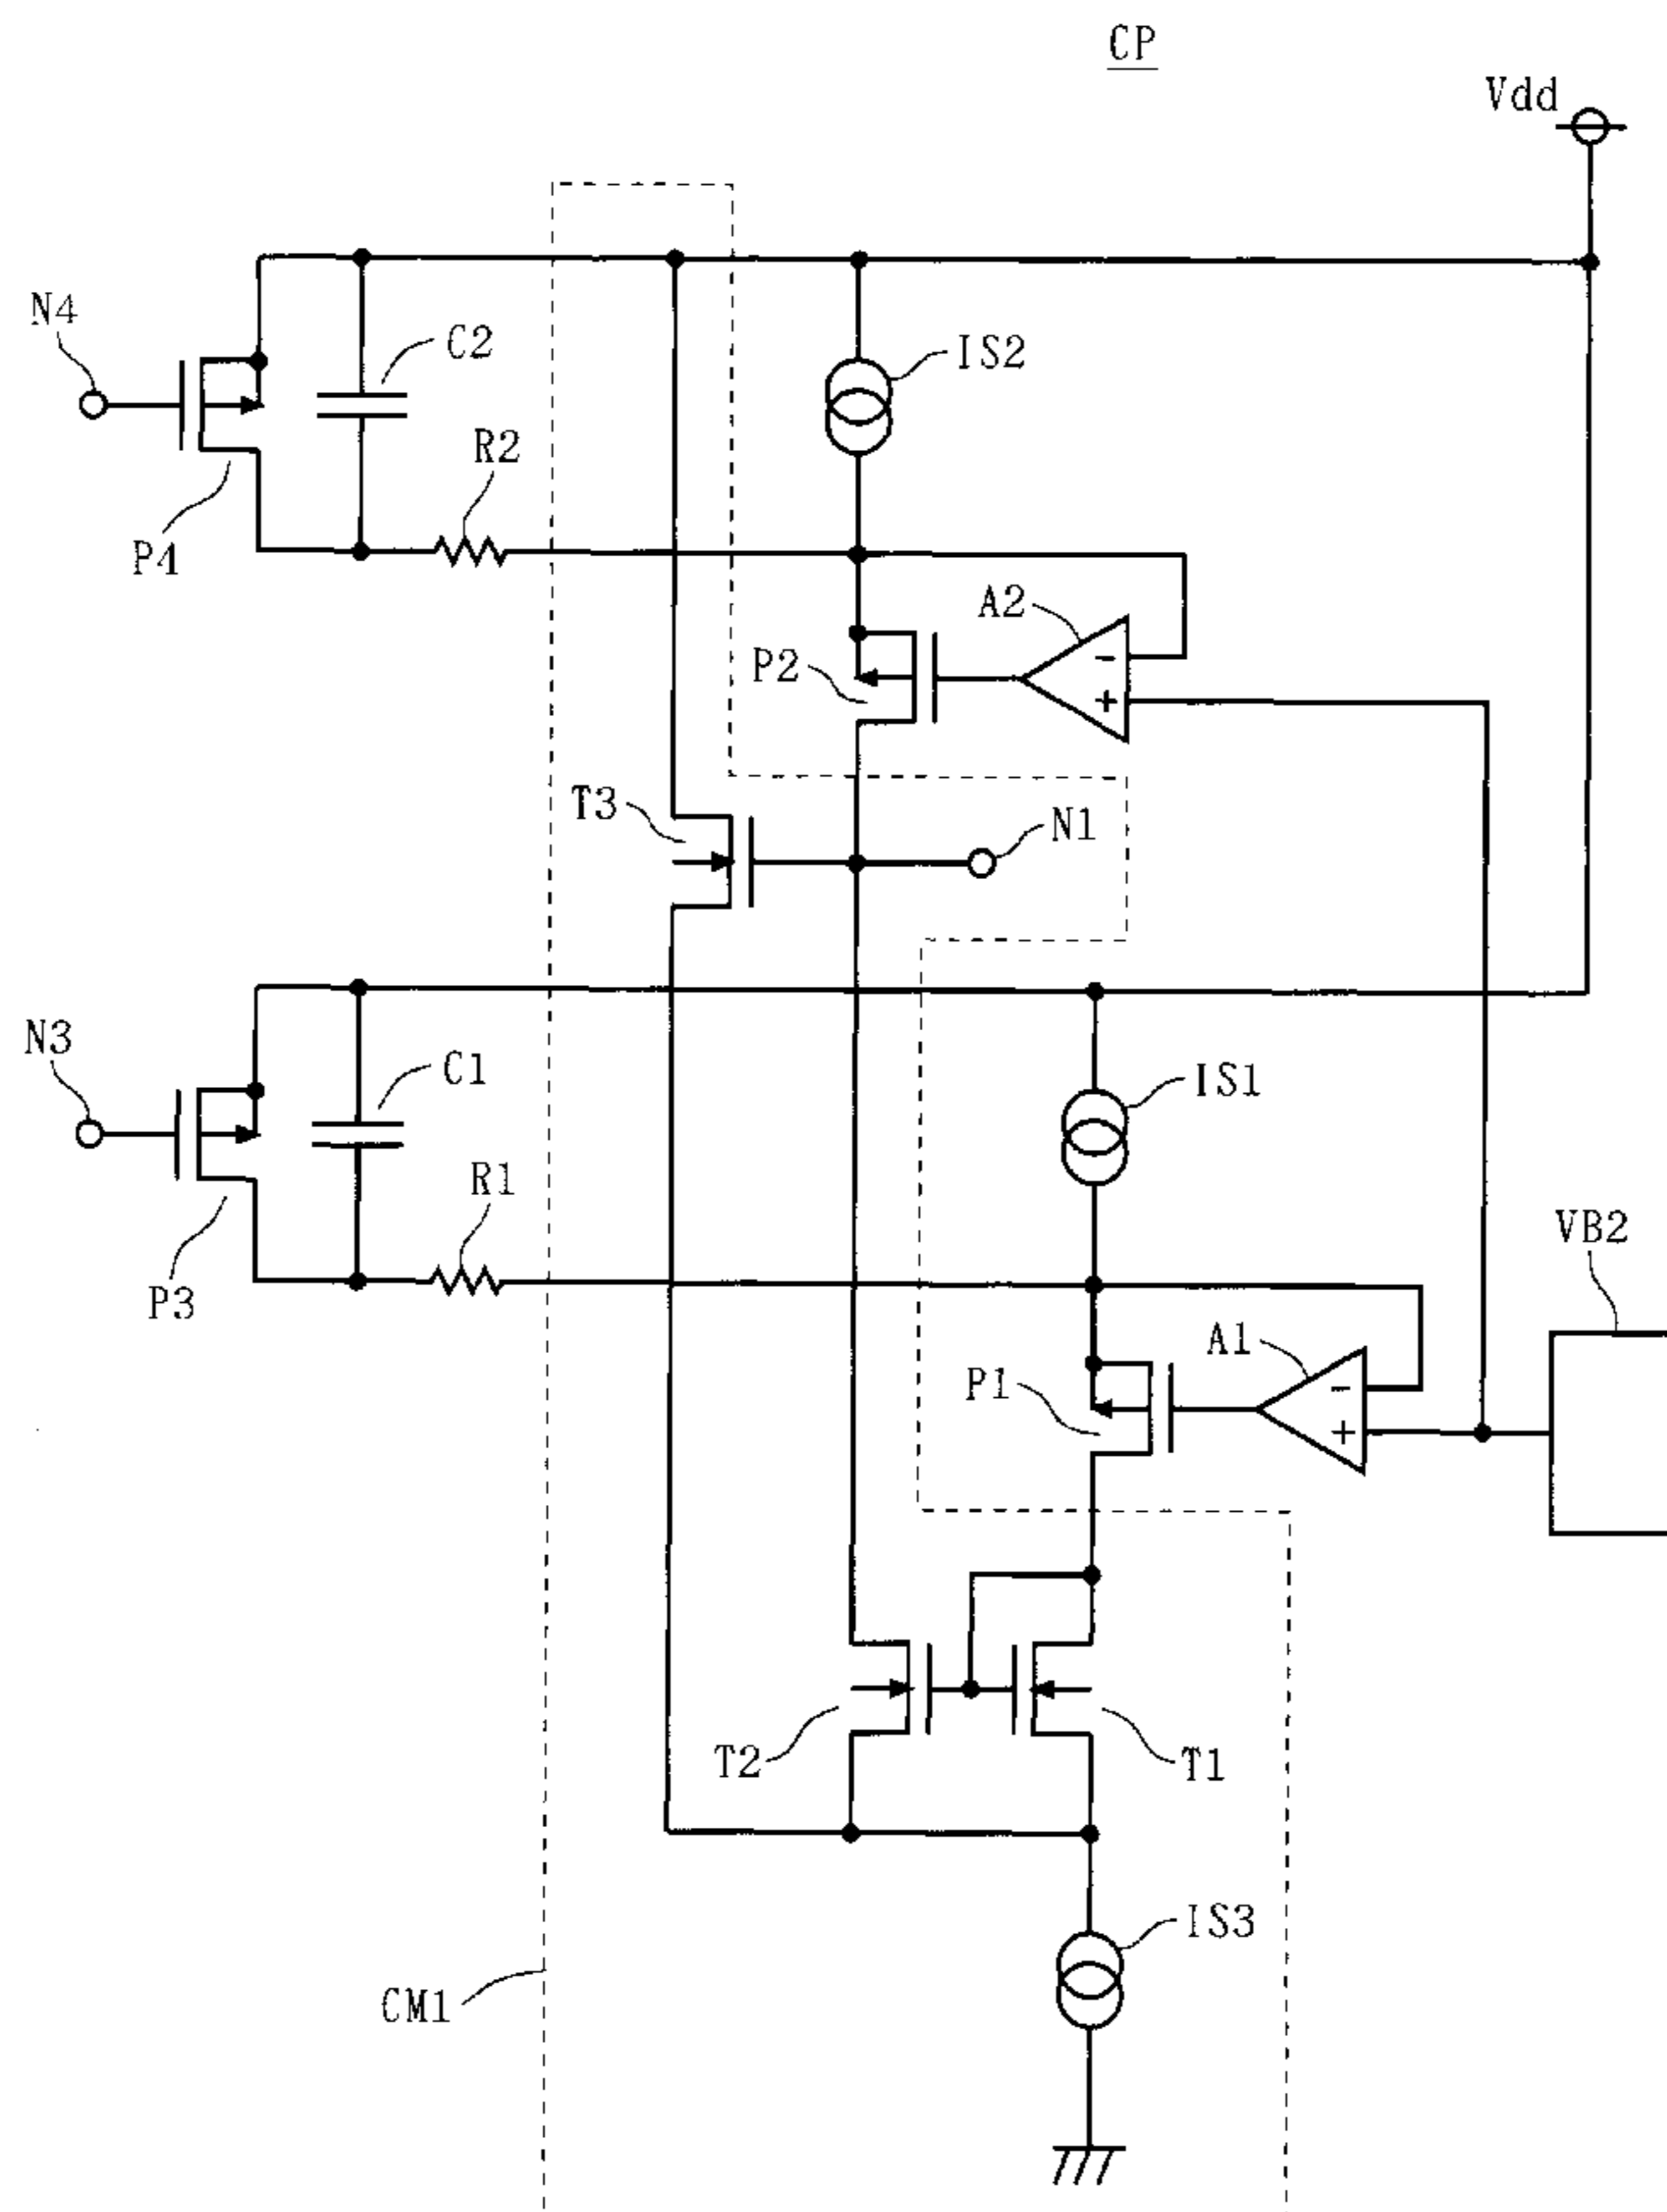 CP
Vdd
N4
C2
IS2
R2
P4
A2
P2
-
+
T3
N1
N3
C1
IS1
R1
VB2
P3
A1
P1
-
+
T2
T1
IS3
CM1